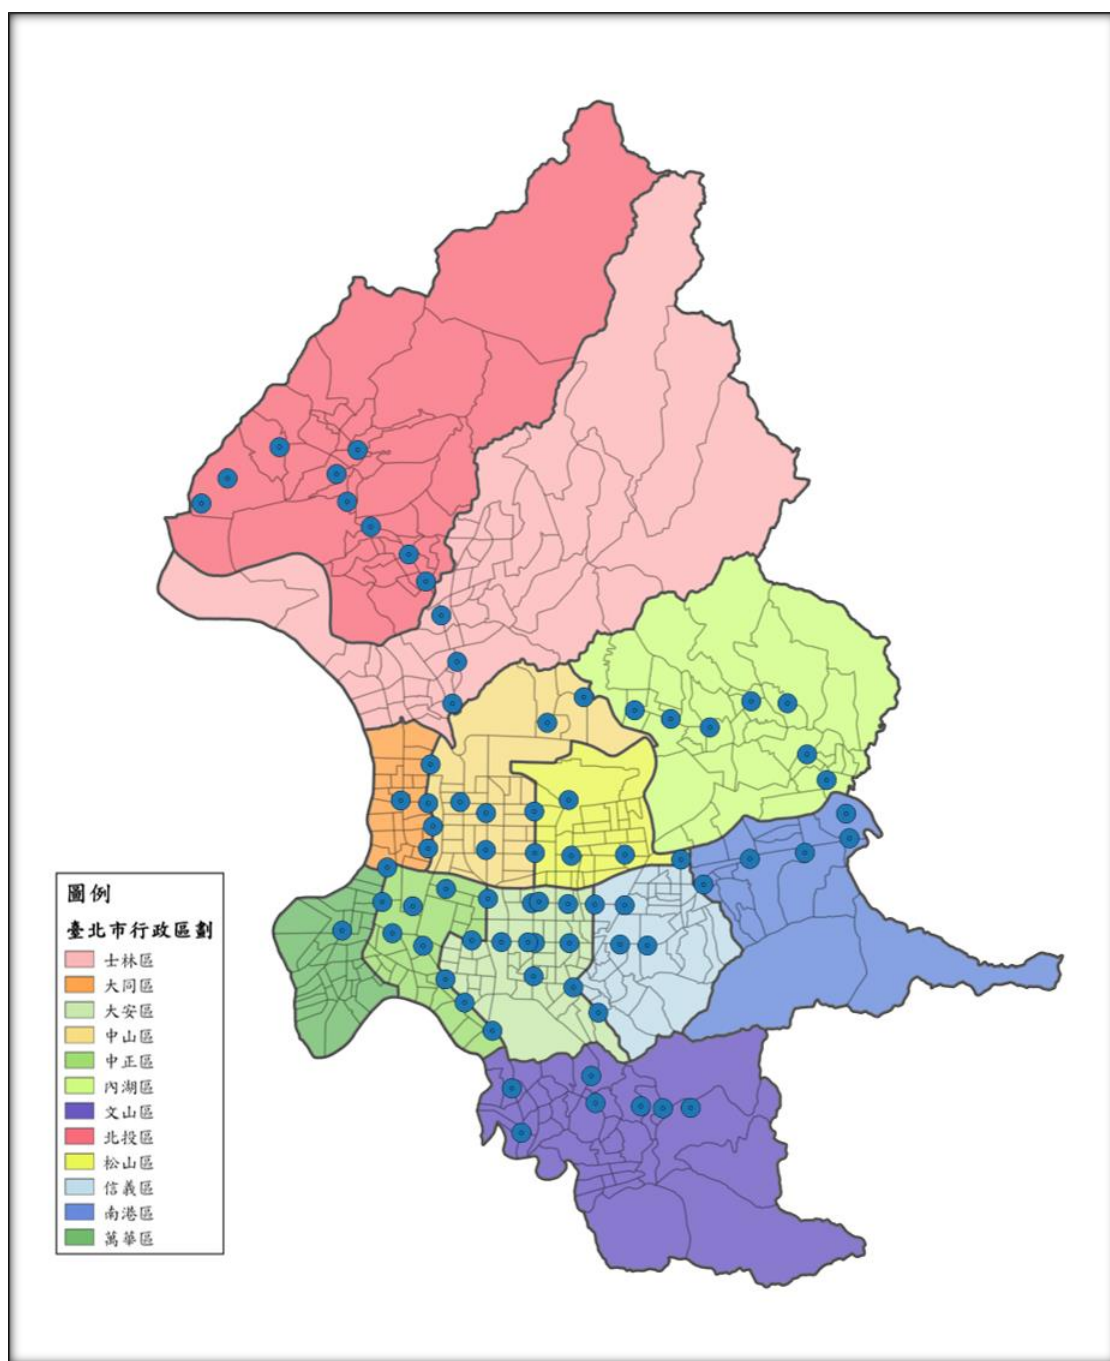 圖例
臺北市行政區劃
士林區
大同區
大安區
中山區
中正區
內湖區
文山區
北投區
松山區
信義區
南港區
萬華區